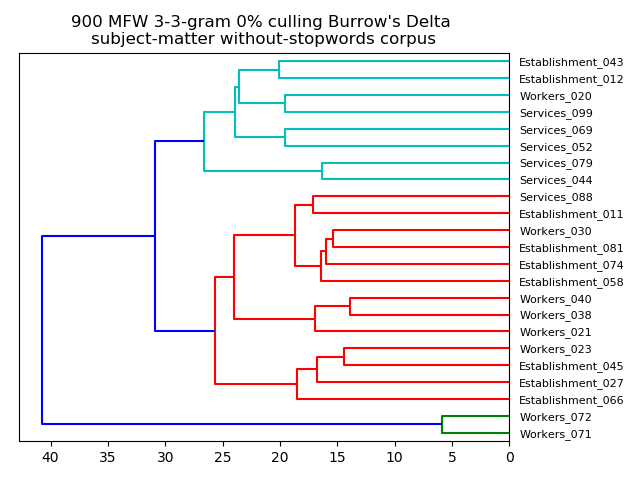 900 MFW 3-3-gram 0% culling Burrow's Delta
subject-matter without-stopwords corpus
Establishment_043
Establishment_012
Workers_020
Services_099
Services_069
Services_052
Services_079
Services_044
Services_088
Establishment_011
Workers_030
Establishment_081
Establishment_074
Establishment_058
Workers_040
Workers_038
Workers_021
Workers_023
Establishment_045
Establishment_027
Establishment_066
Workers_072
Workers_071
40 35 30 25 20 15 10 5 0